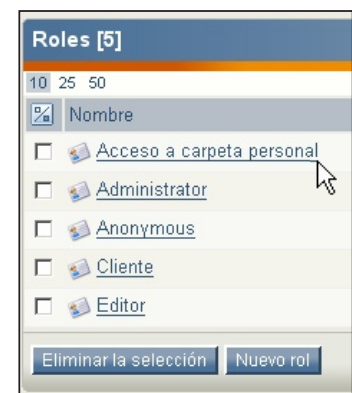 Roles [5]
10 25 50
Nombre
Acceso a carpeta personal
Administrator
Anonymous
Cliente
Editor
Eliminar la selección Nuevo rol